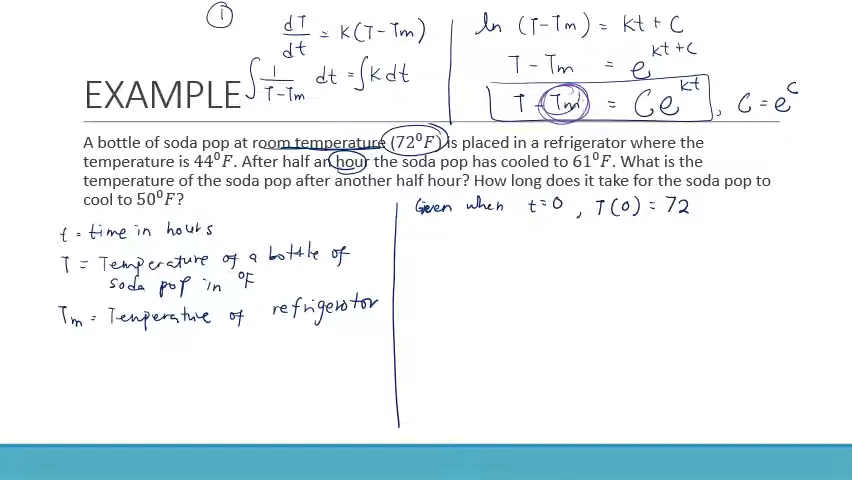 ①
dT/dt = K(T - Tm)
∫ 1/(T-Tm) dt = ∫ K dt
ln (T-Tm) = kt + C
T - Tm = e^(kt+C)
T - Tm = Ce^(kt), C = e^C
EXAMPLE
A bottle of soda pop at room temperature (72⁰F) is placed in a refrigerator where the
temperature is 44⁰F. After half an hour the soda pop has cooled to 61⁰F. What is the
temperature of the soda pop after another half hour? How long does it take for the soda pop to
cool to 50⁰F?
t = time in hours
T = Temperature of a bottle of
soda pop in °F
Tm = Temperature of refrigerator
Given when t=0, T(0) = 72